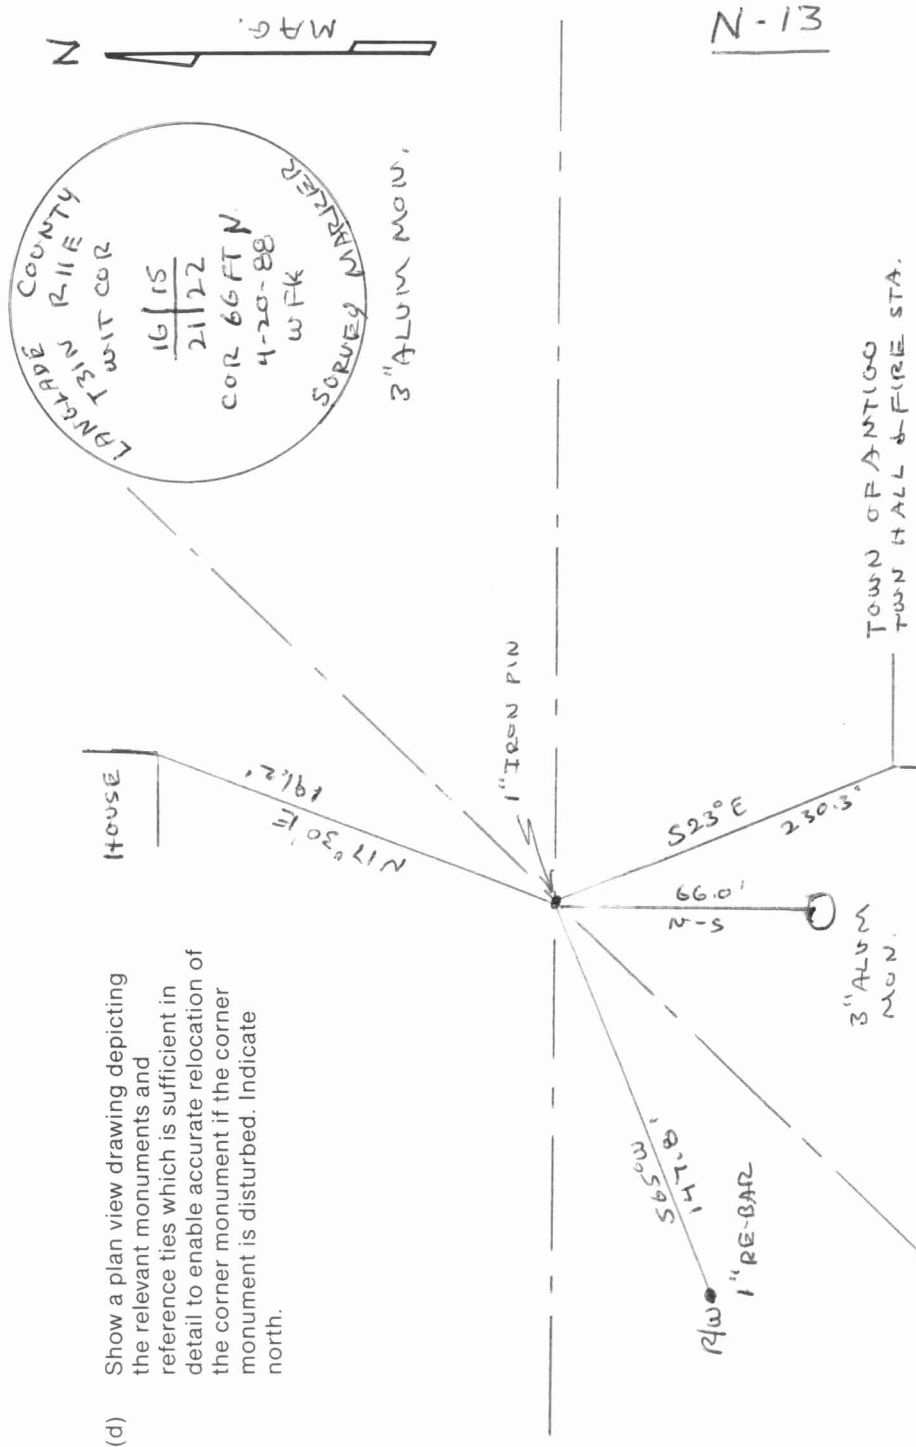 (d) Show a plan view drawing depicting
the relevant monuments and
reference ties which is sufficient in
detail to enable accurate relocation of
the corner monument if the corner
monument is disturbed. Indicate
north.
N
MAG.
LANGLADE COUNTY
T31N R11E
WIT COR
16 | 15
21 | 22
COR 66 FT N
4-20-88
WFK
SURVEY MARKER
3" ALUM MON.
HOUSE
N17°30'E
196.2'
1" IRON PIN
S65°W
147.8'
R/W
1" RE-BAR
66.0'
N-S
3" ALUM
MON.
S23°E
230.3'
TOWN OF ANTIGO
TOWN HALL & FIRE STA.
N-13